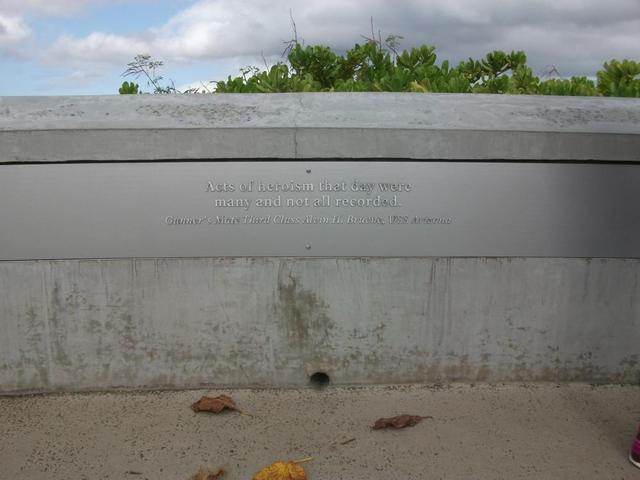 Acts of heroism that day were
many and not all recorded.
Gunner's Mate Third Class Alvin H. USS Arizona